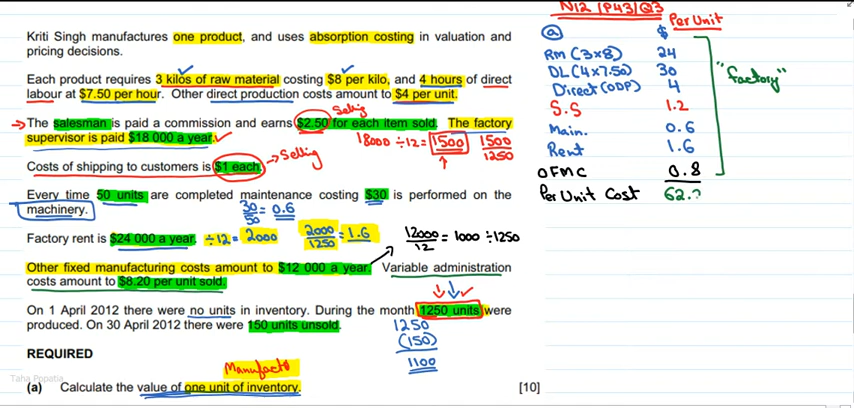 N12 /P43/Q3
Kriti Singh manufactures one product, and uses absorption costing in valuation and
pricing decisions.
Each product requires 3 kilos of raw material costing $8 per kilo, and 4 hours of direct
labour at $7.50 per hour. Other direct production costs amount to $4 per unit.
Selling
The salesman is paid a commission and earns $2.50 for each item sold. The factory
supervisor is paid $18 000 a year.
18000 ÷12= 1500
1500
1250
Costs of shipping to customers is $1 each.
Selling
Every time 50 units are completed maintenance costing $30 is performed on the
machinery.
30/50 = 0.6
Factory rent is $24 000 a year.
÷12 = 2000
2000/1250 = 1.6
12000/12 = 1000 ÷1250
Other fixed manufacturing costs amount to $12 000 a year. Variable administration
costs amount to $8.20 per unit sold.
On 1 April 2012 there were no units in inventory. During the month 1250 units were
produced. On 30 April 2012 there were 150 units unsold.
1250
(150)
1100
REQUIRED
Manufact
Taha Popatia
(a) Calculate the value of one unit of inventory. [10]
Per Unit
a $
RM (3x8) 24
DL (4x7.50) 30
Direct (ODP) 4
S.S 1.2
Main. 0.6
Rent 1.6
OFMC 0.8
Per Unit Cost 62.
"factory"